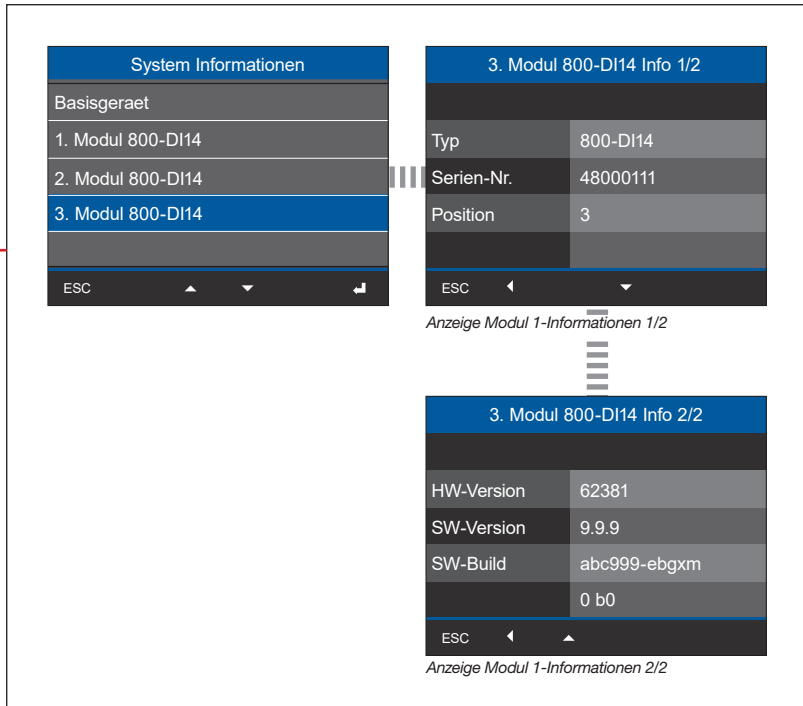 System Informationen
Basisgeraet
1. Modul 800-DI14
2. Modul 800-DI14
3. Modul 800-DI14
ESC
3. Modul 800-DI14 Info 1/2
Typ 800-DI14
Serien-Nr. 48000111
Position 3
ESC
Anzeige Modul 1-Informationen 1/2
3. Modul 800-DI14 Info 2/2
HW-Version 62381
SW-Version 9.9.9
SW-Build abc999-ebgxm
0 b0
ESC
Anzeige Modul 1-Informationen 2/2